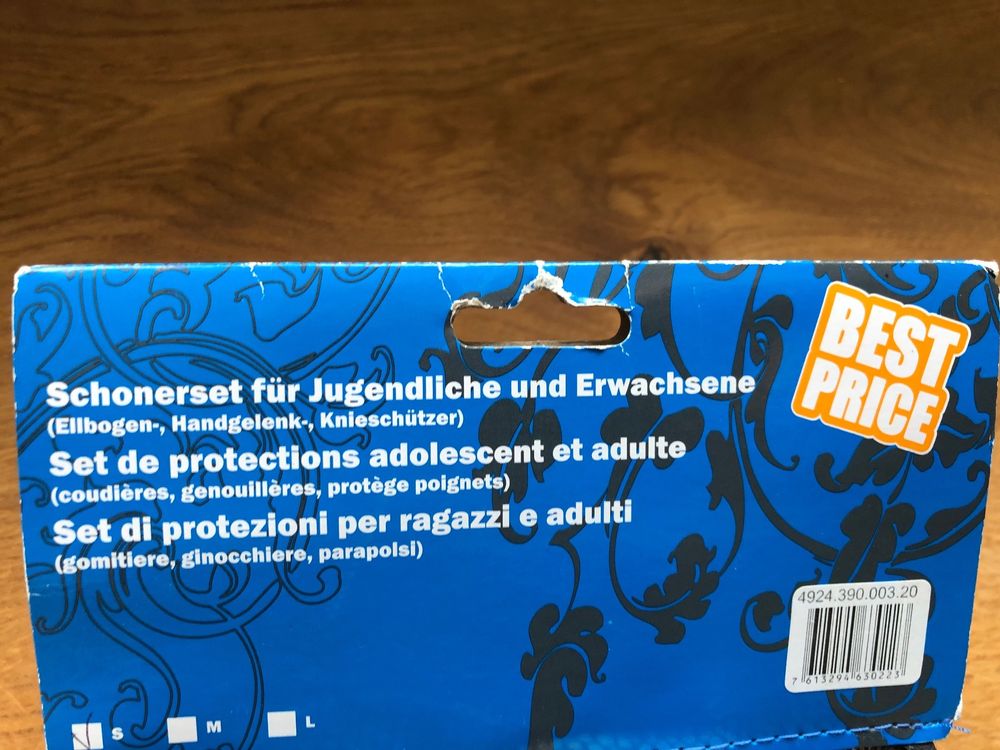 Schonerset für Jugendliche und Erwachsene
(Ellbogen-, Handgelenk-, Knieschützer)
Set de protections adolescent et adulte
(coudières, genouillères, protège poignets)
Set di protezioni per ragazzi e adulti
(gomitiere, ginocchiere, parapolsi)
BEST
PRICE
4924.390.003.20
7 613294 630223
S M L